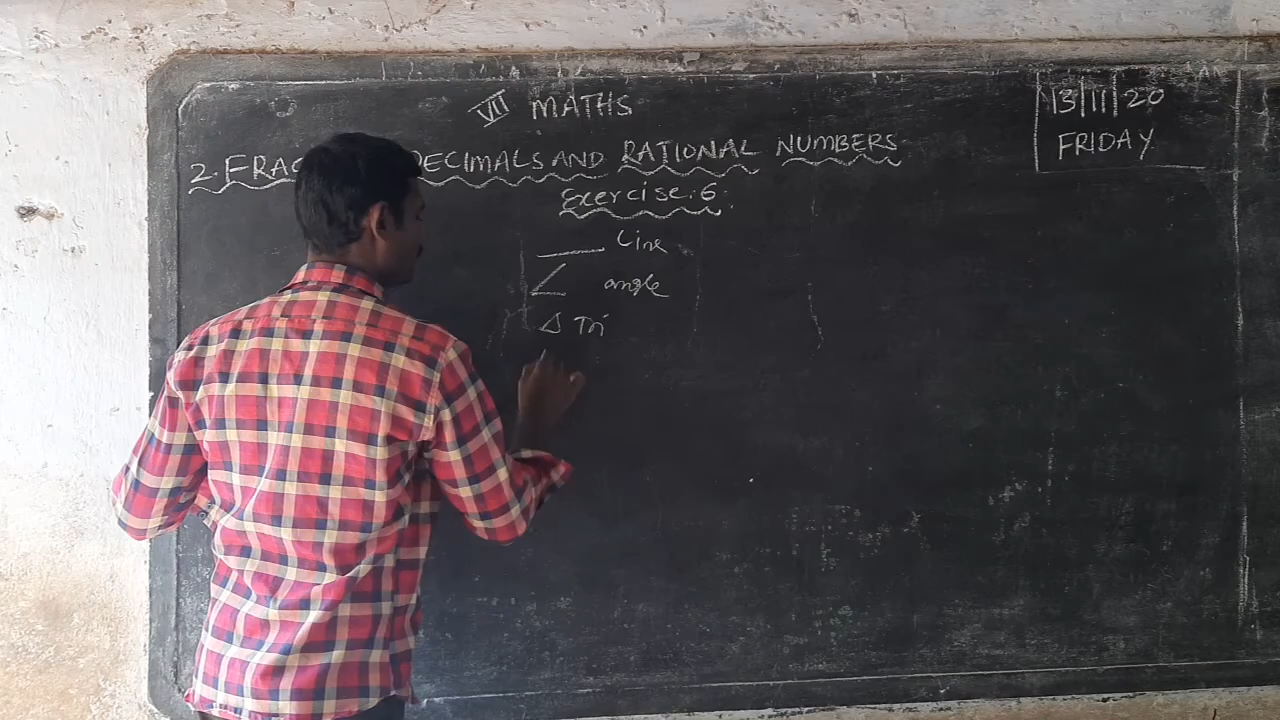 VII MATHS
13/11/20
FRIDAY
2. FRAC DECIMALS AND RATIONAL NUMBERS
Exercise: 6
Line
angle
Tri